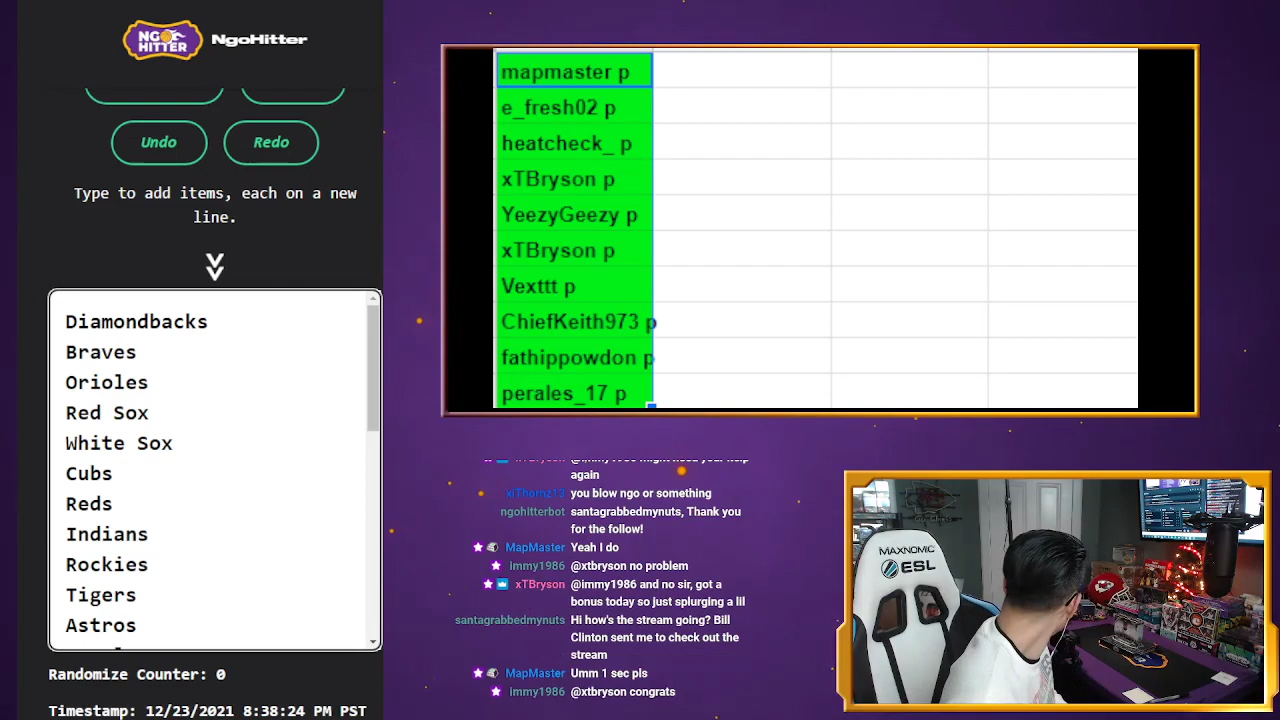 NGO HITTER
NgoHitter
Undo
Redo
Type to add items, each on a new
line.
Diamondbacks
Braves
Orioles
Red Sox
White Sox
Cubs
Reds
Indians
Rockies
Tigers
Astros
Randomize Counter: 0
Timestamp: 12/23/2021 8:38:24 PM PST
mapmaster p
e_fresh02 p
heatcheck_ p
xTBryson p
YeezyGeezy p
xTBryson p
Vexttt p
ChiefKeith973 p
fathippowdon p
perales_17 p
again
xiThornz13 you blow ngo or something
ngohitterbot santagrabbedmynuts, Thank you
for the follow!
MapMaster Yeah I do
immy1986 @xtbryson no problem
xTBryson @immy1986 and no sir, got a
bonus today so just splurging a lil
santagrabbedmynuts Hi how's the stream going? Bill
Clinton sent me to check out the
stream
MapMaster Umm 1 sec pls
immy1986 @xtbryson congrats
MAXNOMIC
ESL